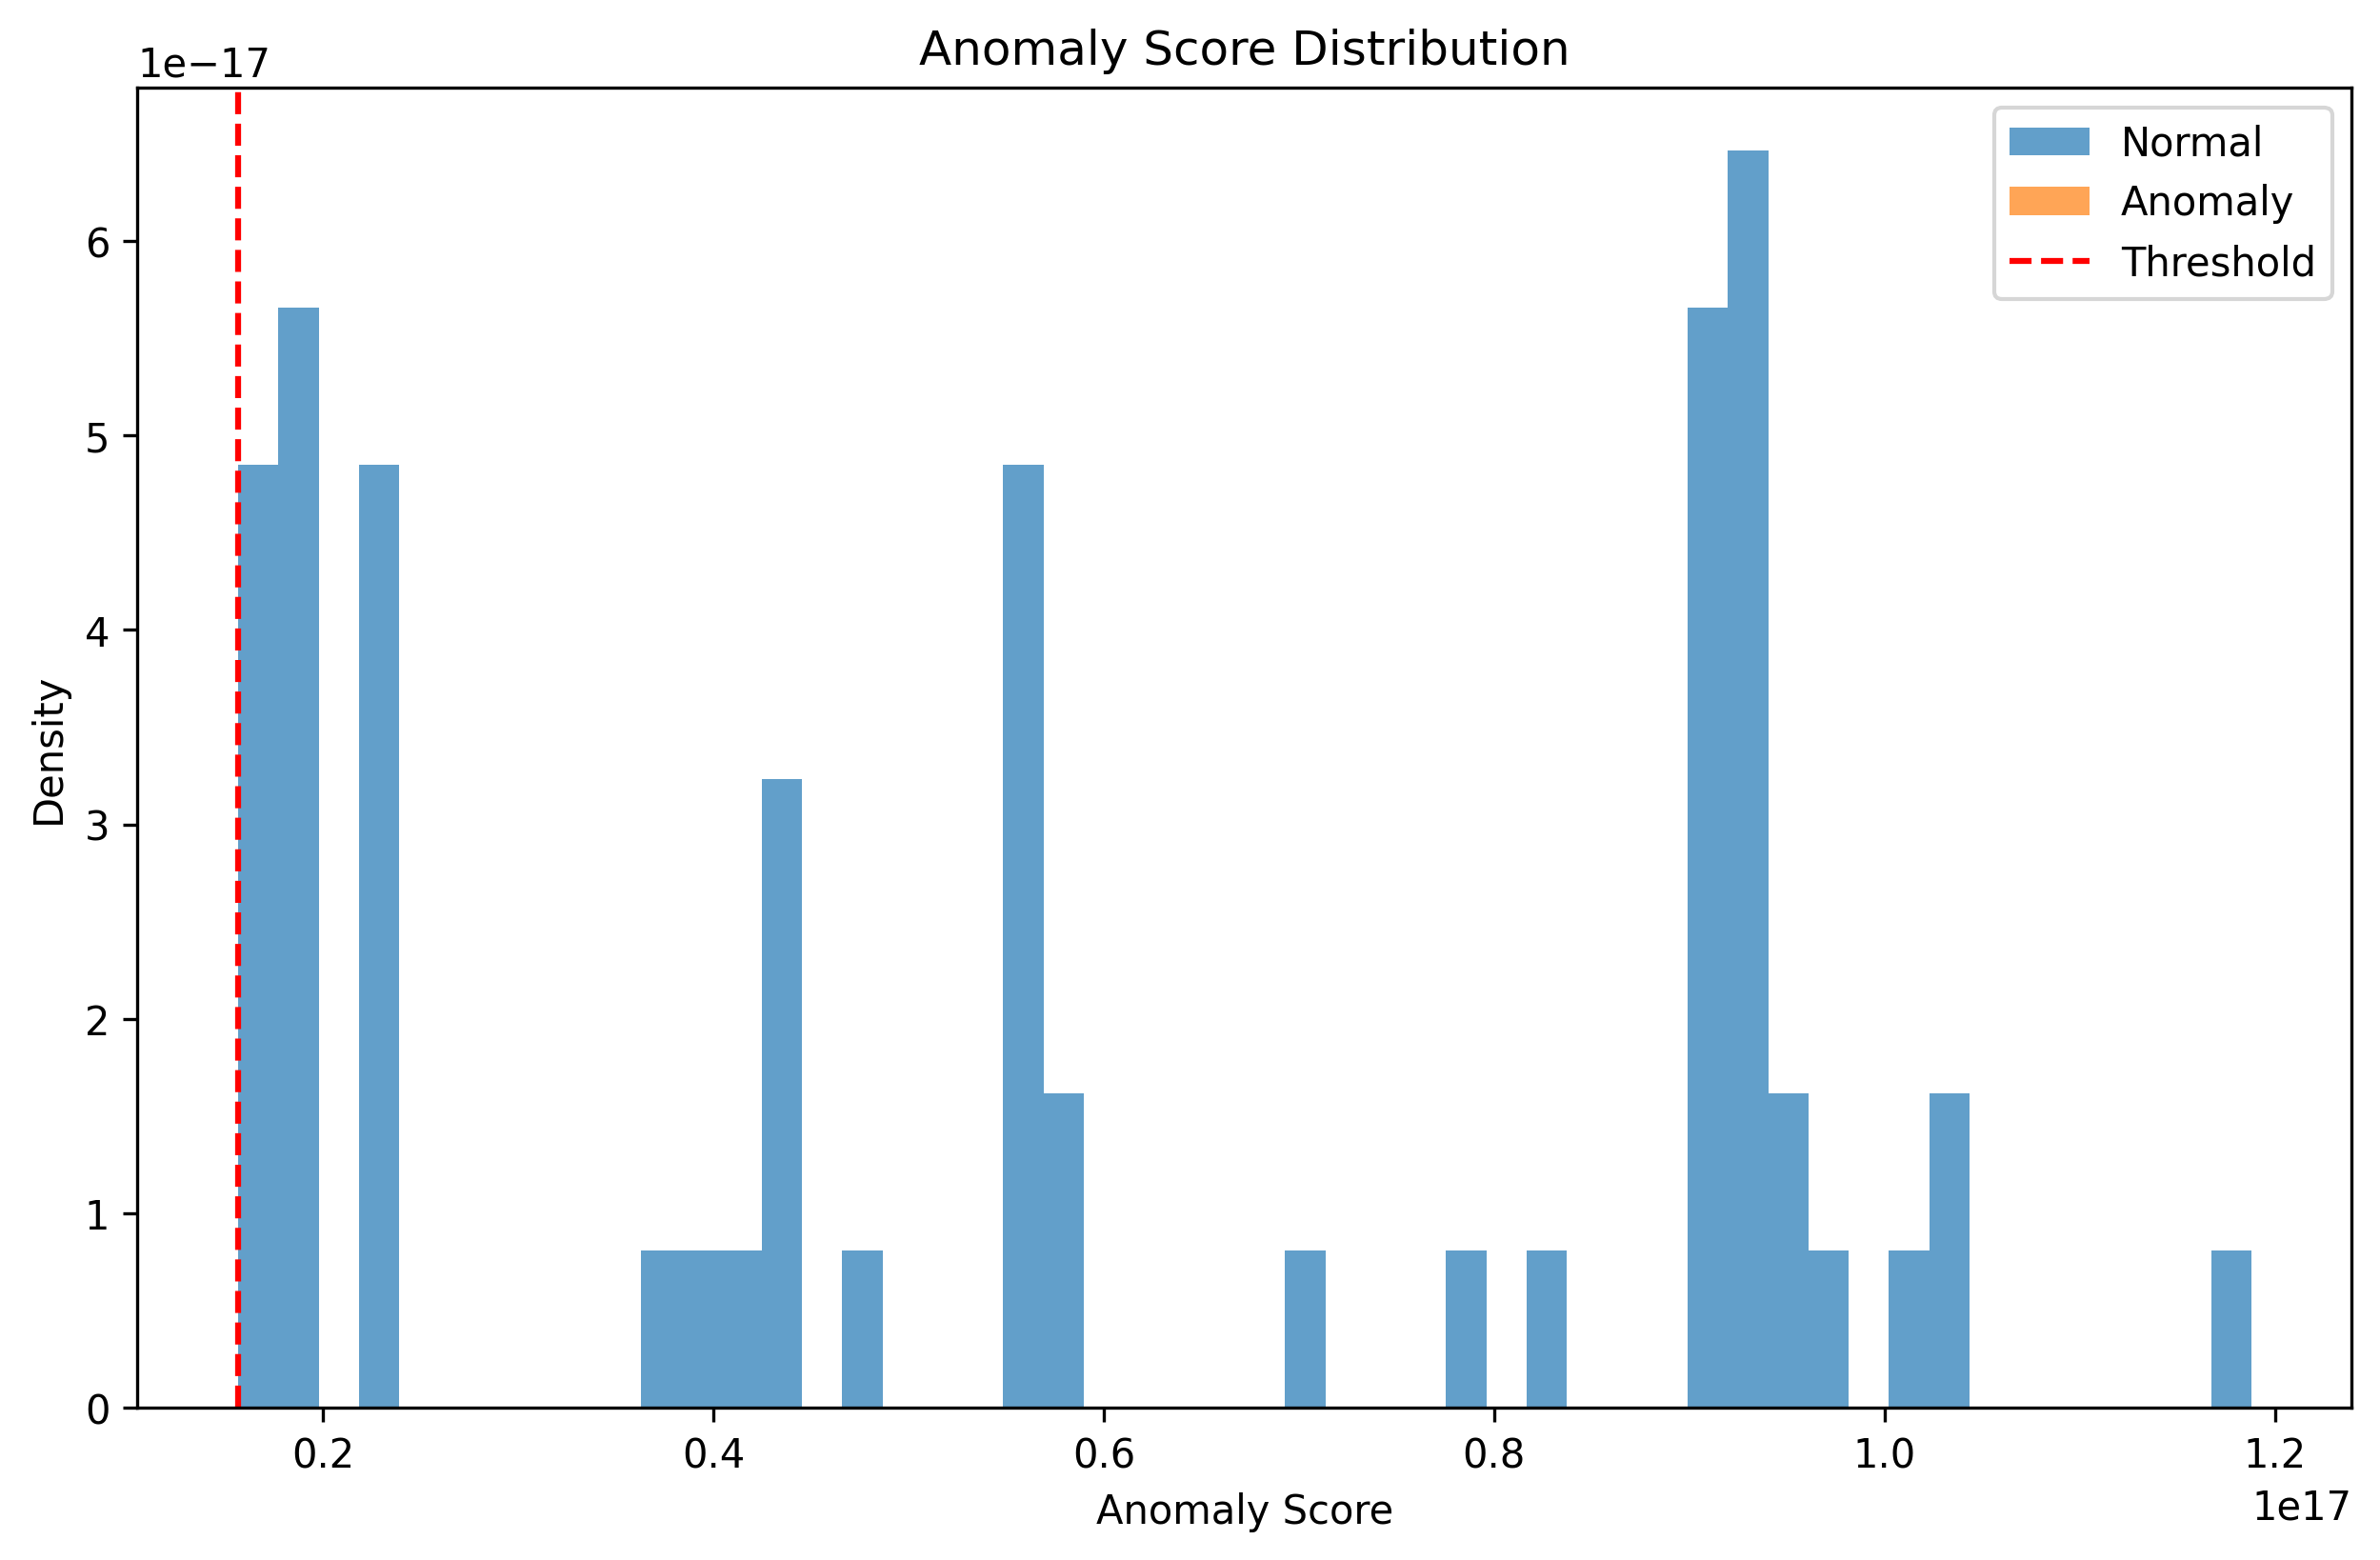 Anomaly Score Distribution
1e−17
Normal
Anomaly
Threshold
6
5
4
3
2
1
0
Density
0.2 0.4 0.6 0.8 1.0 1.2
1e17
Anomaly Score